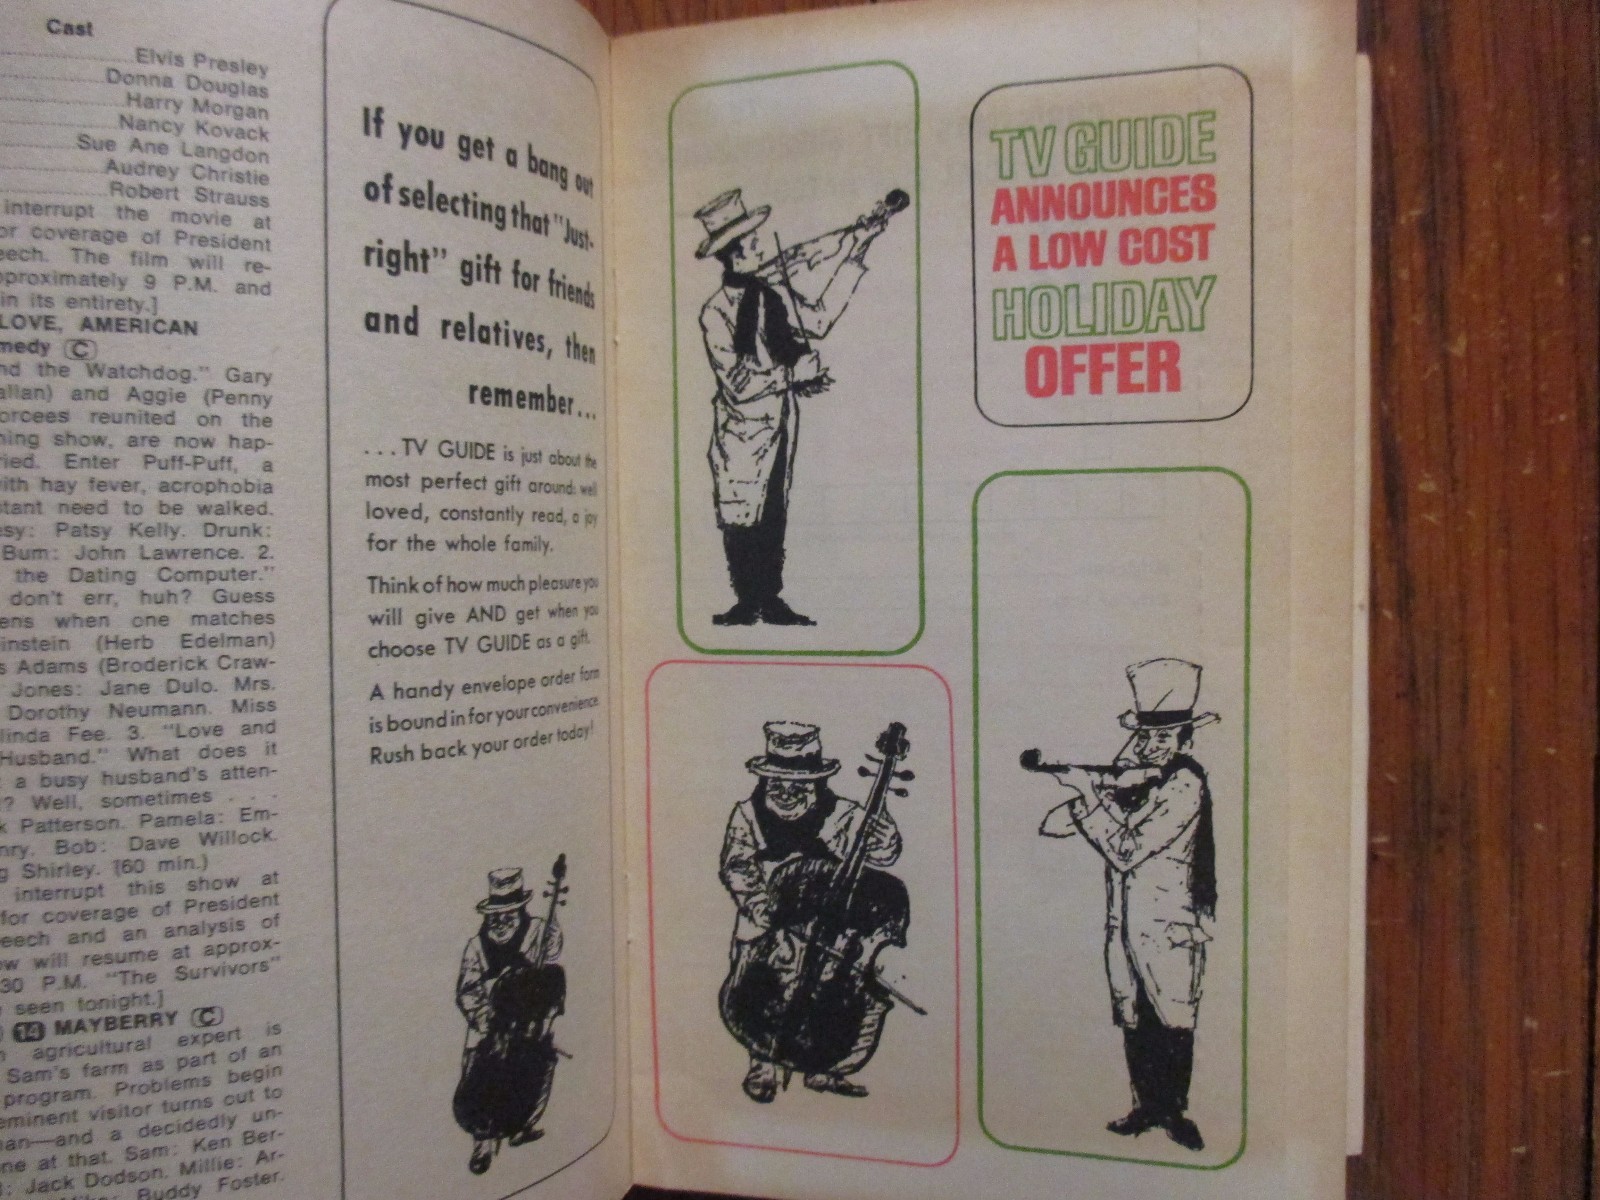 Cast
Elvis Presley
Donna Douglas
Harry Morgan
Nancy Kovack
Sue Ane Langdon
Audrey Christie
Robert Strauss
interrupt the movie at
or coverage of President
eech. The film will re-
pproximately 9 P.M. and
in its entirety.]
LOVE, AMERICAN
medy C
nd the Watchdog." Gary
allan) and Aggie (Penny
orcees reunited on the
ning show, are now hap-
ried. Enter Puff-Puff, a
with hay fever, acrophobia
stant need to be walked.
esy: Patsy Kelly. Drunk:
Bum: John Lawrence. 2.
the Dating Computer."
don't err, huh? Guess
ens when one matches
instein (Herb Edelman)
s Adams (Broderick Craw-
Jones: Jane Dulo. Mrs.
Dorothy Neumann. Miss
linda Fee. 3. "Love and
Husband." What does it
a busy husband's atten-
? Well, sometimes . . .
k Patterson. Pamela: Em-
nry. Bob: Dave Willock.
g Shirley. (60 min.)
interrupt this show at
for coverage of President
eech and an analysis of
ow will resume at approx-
30 P.M. "The Survivors"
seen tonight.]
14 MAYBERRY C
agricultural expert is
Sam's farm as part of an
program. Problems begin
eminent visitor turns out to
man—and a decidedly un-
ne at that. Sam: Ken Ber-
: Jack Dodson. Millie: Ar-
Buddy Foster.
If you get a bang out
of selecting that "Just-
right" gift for friends
and relatives, then
remember...
...TV GUIDE is just about the
most perfect gift around: well
loved, constantly read, a joy
for the whole family.
Think of how much pleasure you
will give AND get when you
choose TV GUIDE as a gift.
A handy envelope order form
is bound in for your convenience.
Rush back your order today!
TV GUIDE
ANNOUNCES
A LOW COST
HOLIDAY
OFFER